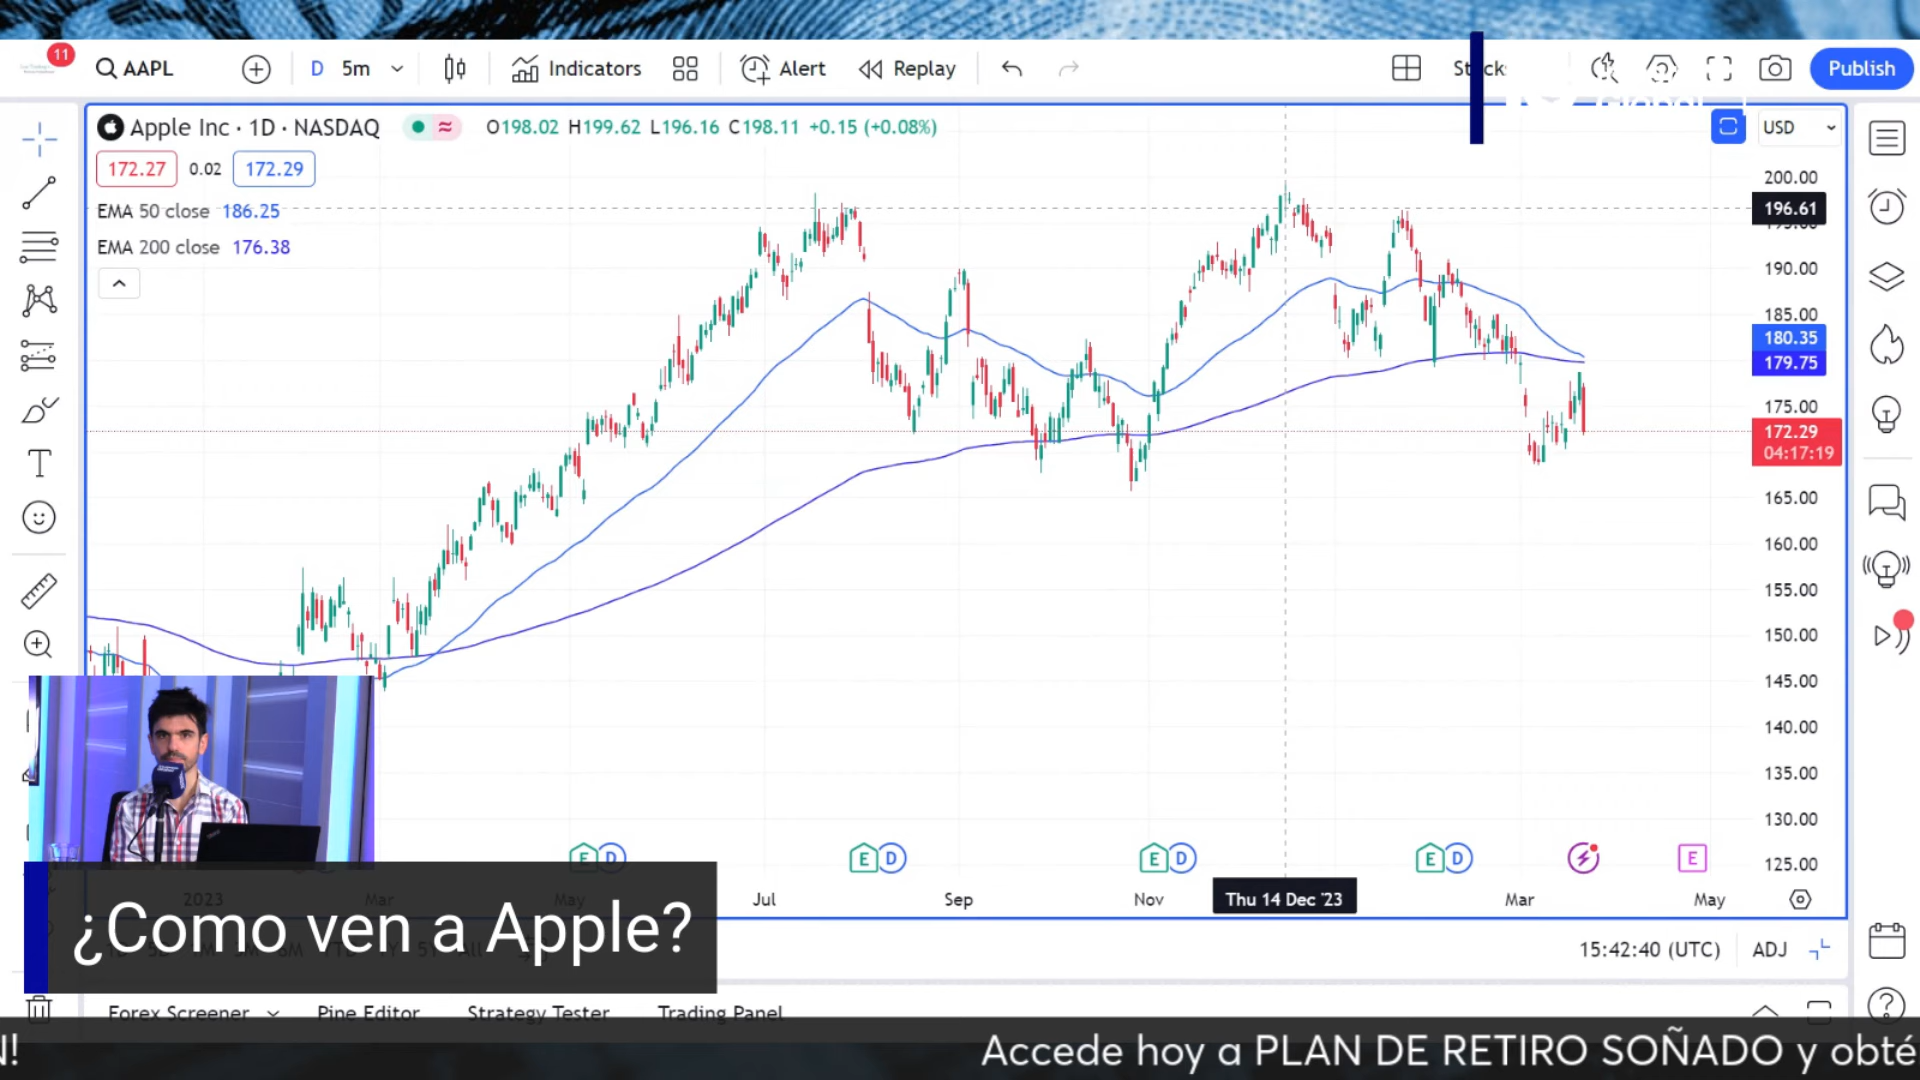 11
AAPL
D 5m
Indicators
Alert
Replay
Publish
Apple Inc · 1D · NASDAQ
O198.02 H199.62 L196.16 C198.11 +0.15 (+0.08%)
USD
172.27 0.02 172.29
EMA 50 close 186.25
EMA 200 close 176.38
200.00
196.61
190.00
185.00
180.35
179.75
175.00
172.29
04:17:19
165.00
160.00
155.00
150.00
145.00
140.00
135.00
130.00
125.00
E D E D E D E D E
2023 Mar May Jul Sep Nov Thu 14 Dec '23 Mar May
¿Como ven a Apple?
15:42:40 (UTC) ADJ
Forex Screener Pine Editor Strategy Tester Trading Panel
N! Accede hoy a PLAN DE RETIRO SOÑADO y obté